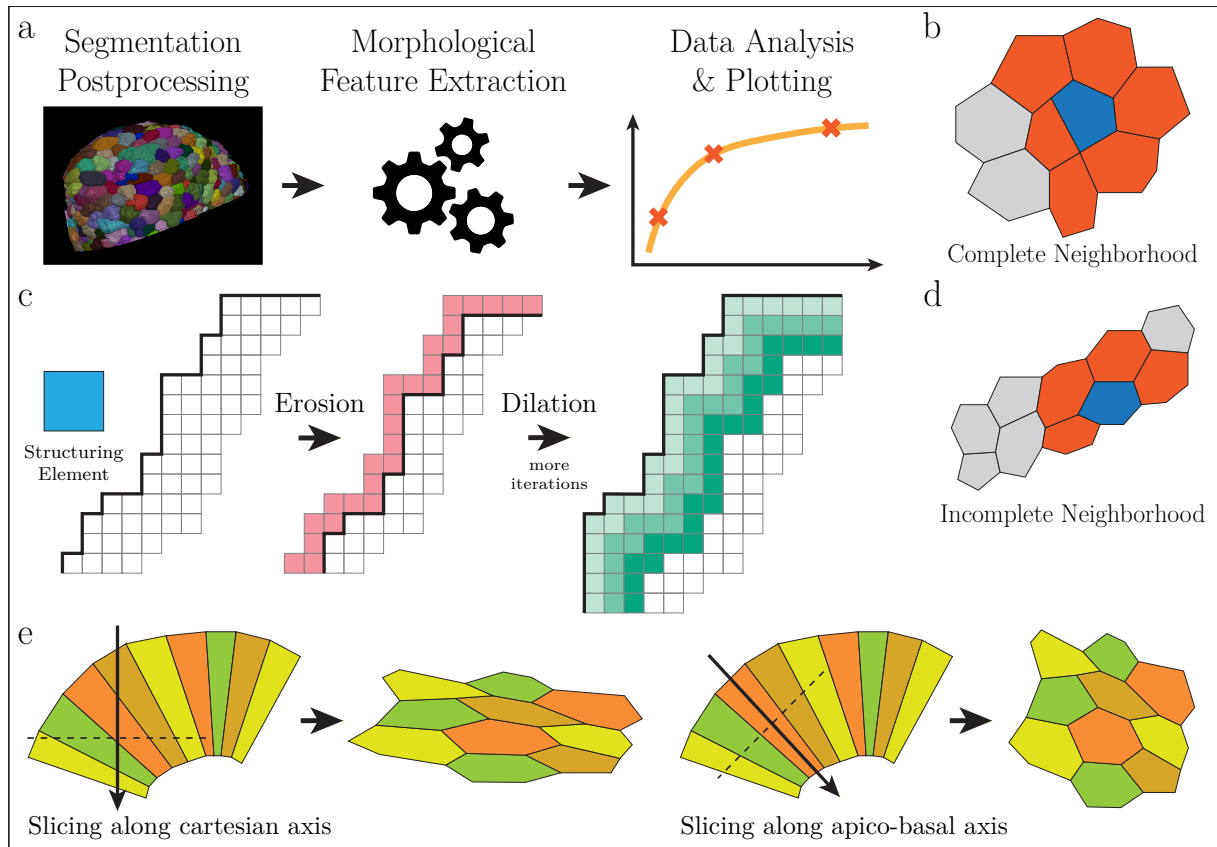 a
Segmentation
Postprocessing
Morphological
Feature Extraction
Data Analysis
& Plotting
b
Complete Neighborhood
c
Structuring
Element
Erosion
Dilation
more
iterations
d
Incomplete Neighborhood
e
Slicing along cartesian axis
Slicing along apico-basal axis